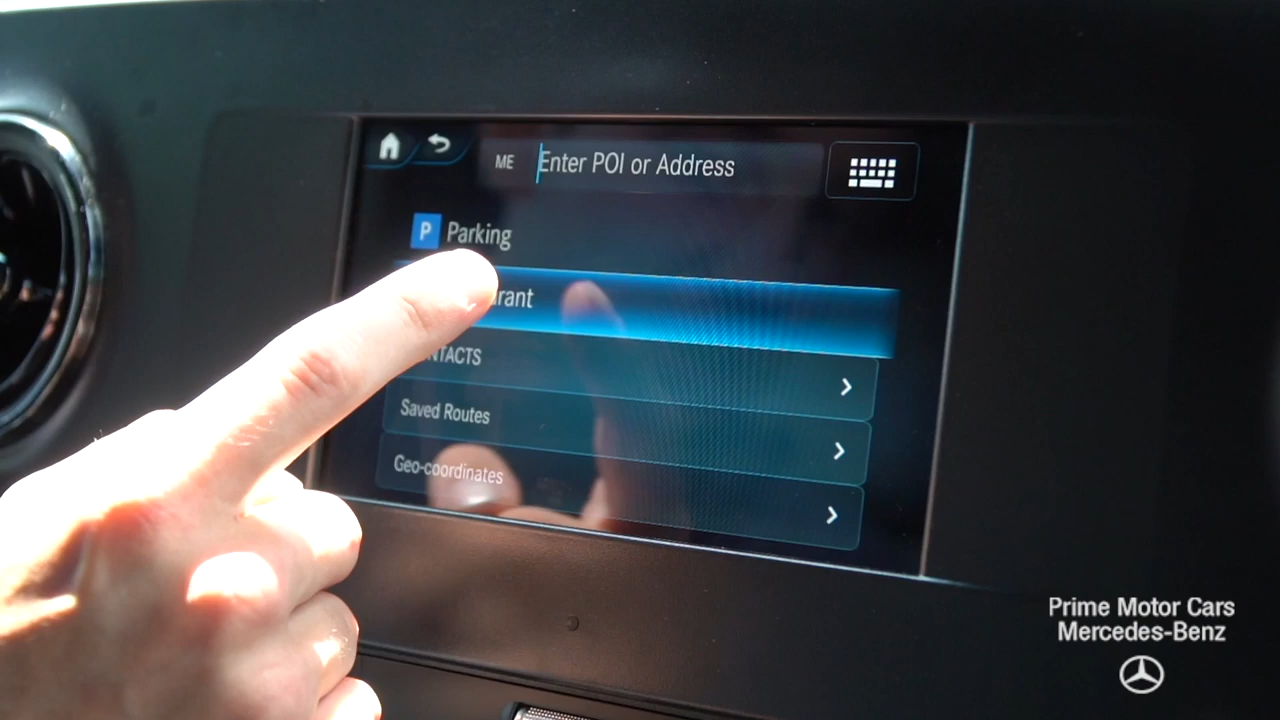 ME Enter POI or Address
P Parking
Saved Routes
Geo-coordinates
Prime Motor Cars
Mercedes-Benz